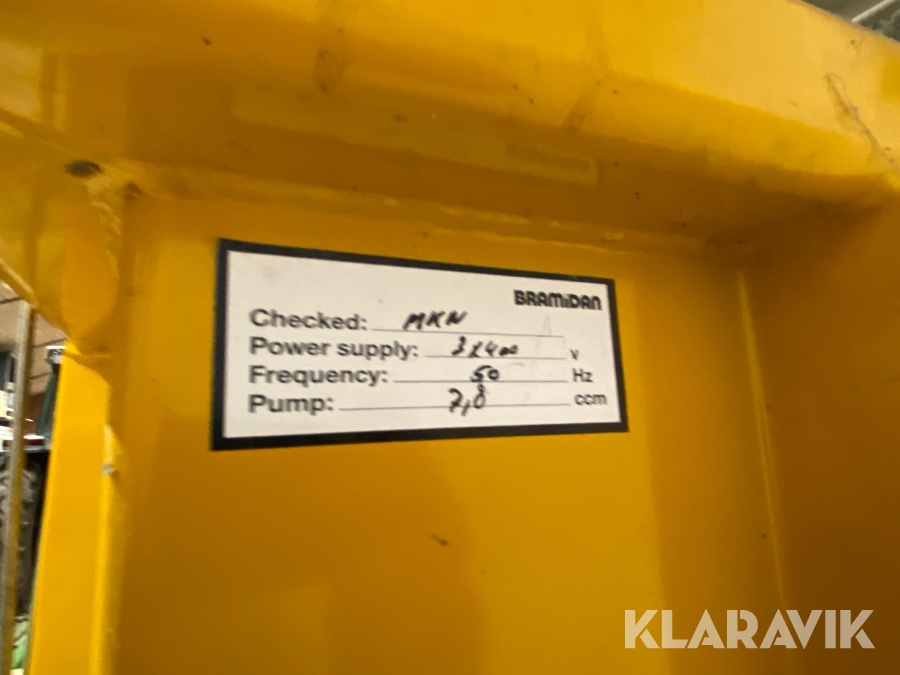 BRAMIDAN
Checked: MKN
Power supply: 3x400 V
Frequency: 50 Hz
Pump: 7,8 ccm
KLARAVIK